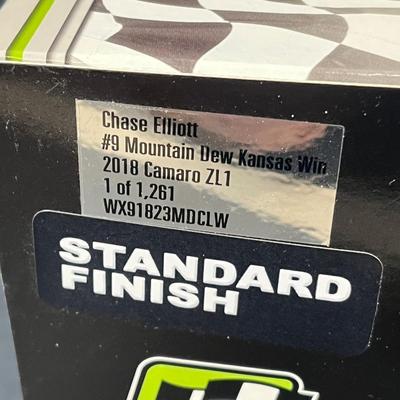 Chase Elliott
#9 Mountain Dew Kansas Win
2018 Camaro ZL1
1 of 1,261
WX91823MDCLW
STANDARD
FINISH